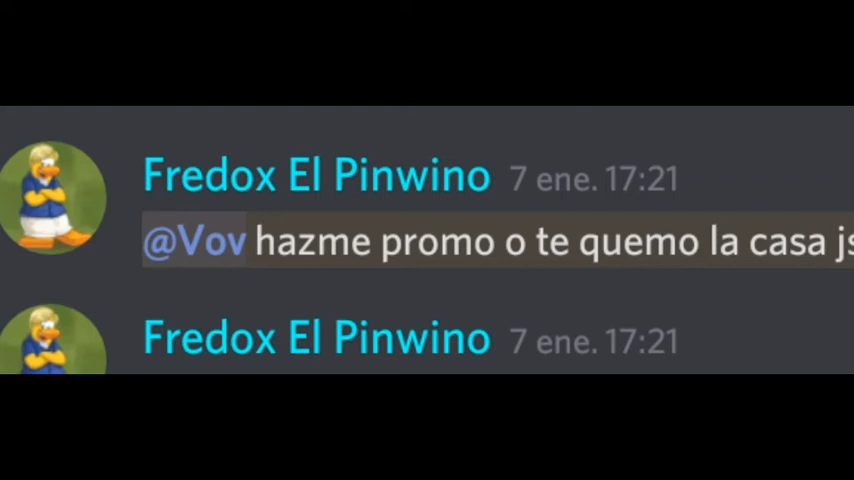 Fredox El Pinwino 7 ene. 17:21
@Vov hazme promo o te quemo la casa
Fredox El Pinwino 7 ene. 17:21